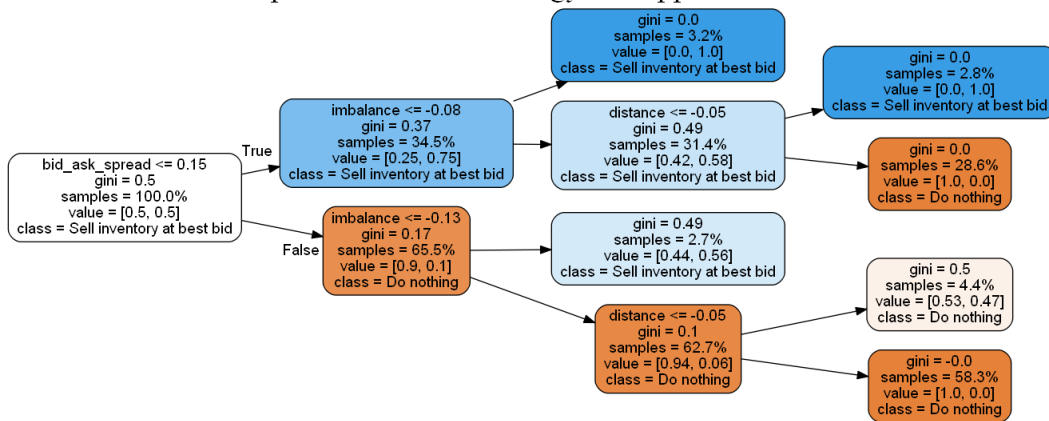 bid_ask_spread <= 0.15
gini = 0.5
samples = 100.0%
value = [0.5, 0.5]
class = Sell inventory at best bid
True
False
imbalance <= -0.08
gini = 0.37
samples = 34.5%
value = [0.25, 0.75]
class = Sell inventory at best bid
imbalance <= -0.13
gini = 0.17
samples = 65.5%
value = [0.9, 0.1]
class = Do nothing
gini = 0.0
samples = 3.2%
value = [0.0, 1.0]
class = Sell inventory at best bid
distance <= -0.05
gini = 0.49
samples = 31.4%
value = [0.42, 0.58]
class = Sell inventory at best bid
gini = 0.49
samples = 2.7%
value = [0.44, 0.56]
class = Sell inventory at best bid
distance <= -0.05
gini = 0.1
samples = 62.7%
value = [0.94, 0.06]
class = Do nothing
gini = 0.0
samples = 2.8%
value = [0.0, 1.0]
class = Sell inventory at best bid
gini = 0.0
samples = 28.6%
value = [1.0, 0.0]
class = Do nothing
gini = 0.5
samples = 4.4%
value = [0.53, 0.47]
class = Do nothing
gini = -0.0
samples = 58.3%
value = [1.0, 0.0]
class = Do nothing